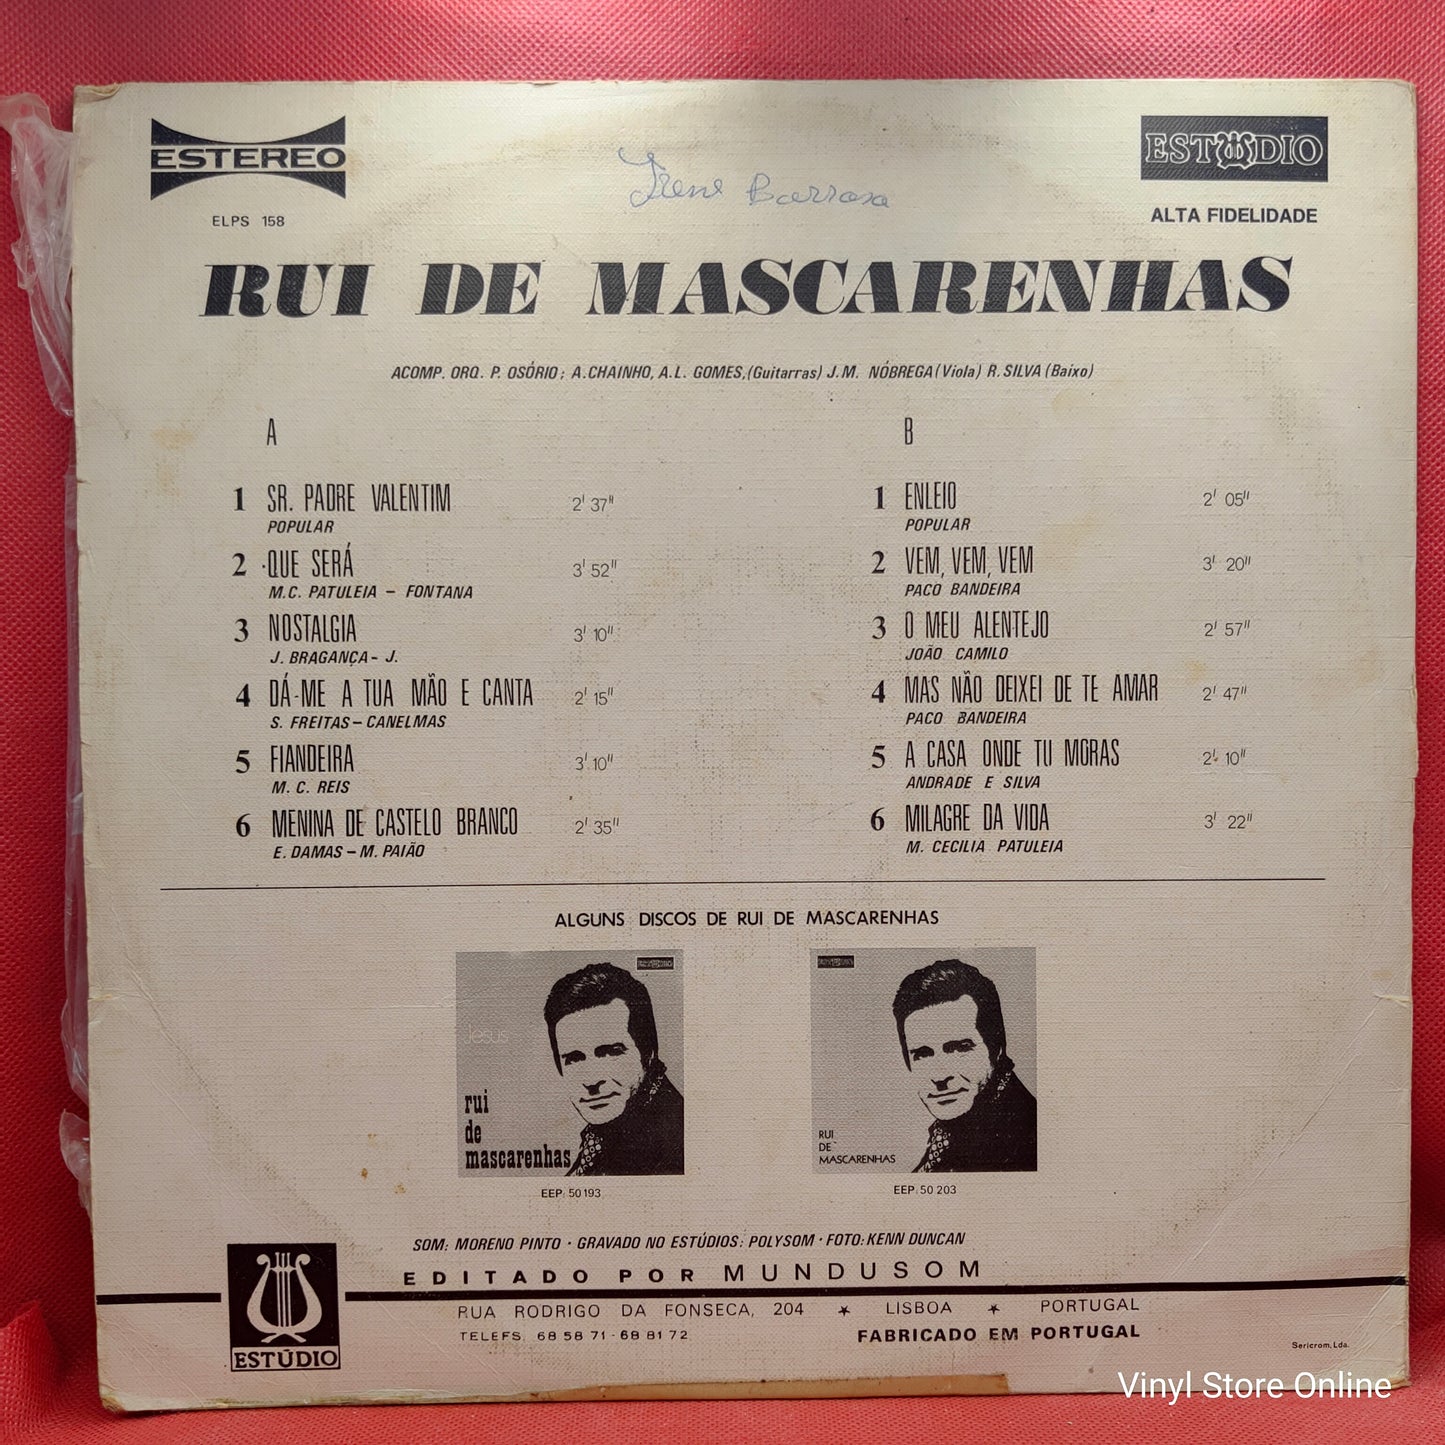 ESTEREO
ELPS 158
Irene Barrosa
ESTÚDIO
ALTA FIDELIDADE
RUI DE MASCARENHAS
ACOMP. ORQ. P. OSÓRIO; A.CHAINHO, A.L. GOMES,(Guitarras) J.M. NÓBREGA(Viola) R.SILVA (Baixo)
A
1 SR. PADRE VALENTIM 2' 37"
POPULAR
2 QUE SERÁ 3' 52"
M.C. PATULEIA - FONTANA
3 NOSTALGIA 3' 10"
J. BRAGANÇA- J.
4 DÁ-ME A TUA MÃO E CANTA 2' 15"
S. FREITAS-CANELMAS
5 FIANDEIRA 3' 10"
M. C. REIS
6 MENINA DE CASTELO BRANCO 2' 35"
E. DAMAS-M. PAIÃO
B
1 ENLEIO 2' 05"
POPULAR
2 VEM, VEM, VEM 3' 20"
PACO BANDEIRA
3 O MEU ALENTEJO 2' 57"
JOÃO CAMILO
4 MAS NÃO DEIXEI DE TE AMAR 2' 47"
PACO BANDEIRA
5 A CASA ONDE TU MORAS 2' 10"
ANDRADE E SILVA
6 MILAGRE DA VIDA 3' 22"
M. CECILIA PATULEIA
ALGUNS DISCOS DE RUI DE MASCARENHAS
ESTÚDIO
Jesus
rui
de
mascarenhas
EEP. 50193
ESTÚDIO
RUI
DE
MASCARENHAS
EEP. 50 203
SOM: MORENO PINTO · GRAVADO NO ESTÚDIOS: POLYSOM · FOTO: KENN DUNCAN
EDITADO POR MUNDUSOM
RUA RODRIGO DA FONSECA, 204 ★ LISBOA ★ PORTUGAL
TELEFS. 68 58 71 - 68 81 72 FABRICADO EM PORTUGAL
ESTÚDIO
Sericrom, Lda.
Vinyl Store Online